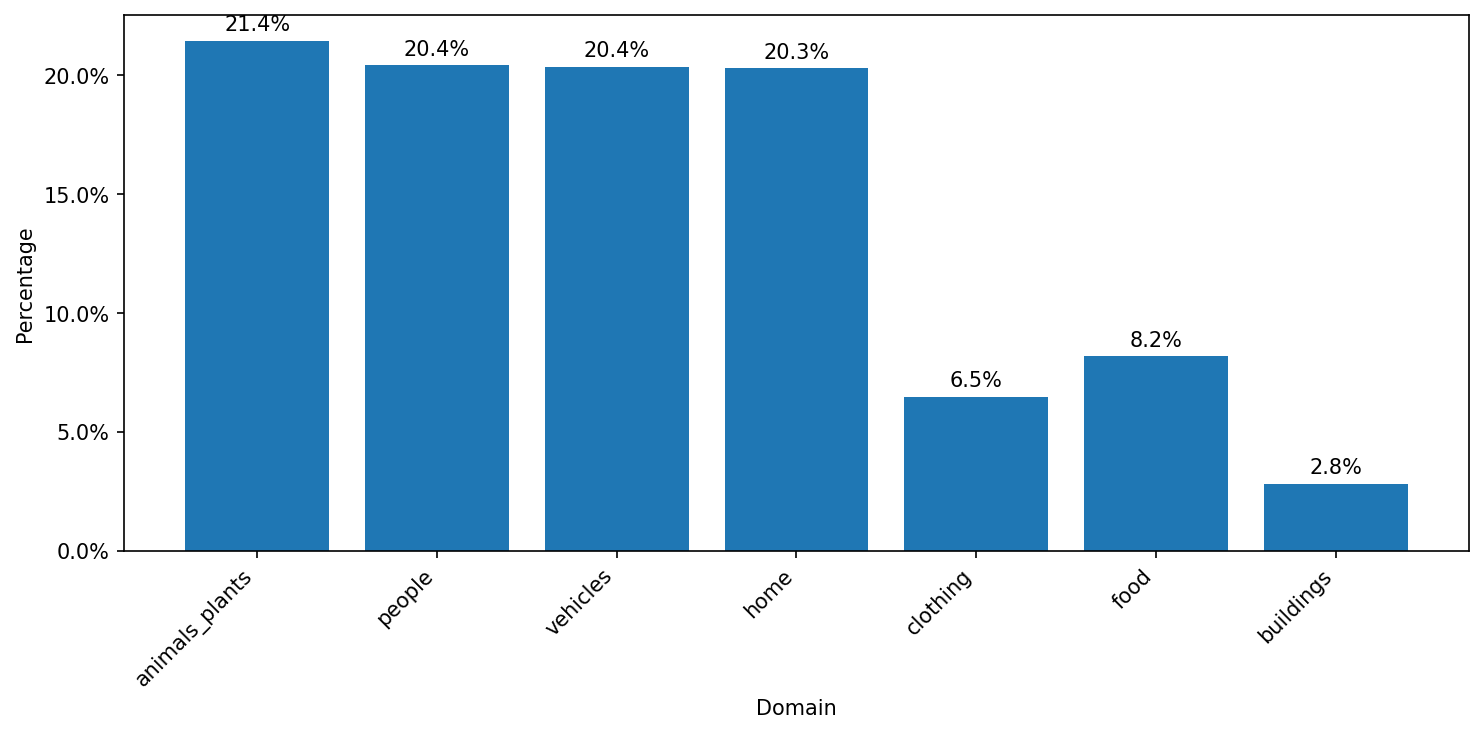 21.4%
20.4%
20.4%
20.3%
20.0%
15.0%
10.0%
8.2%
6.5%
5.0%
2.8%
0.0%
Percentage
animals_plants
people
vehicles
home
clothing
food
buildings
Domain